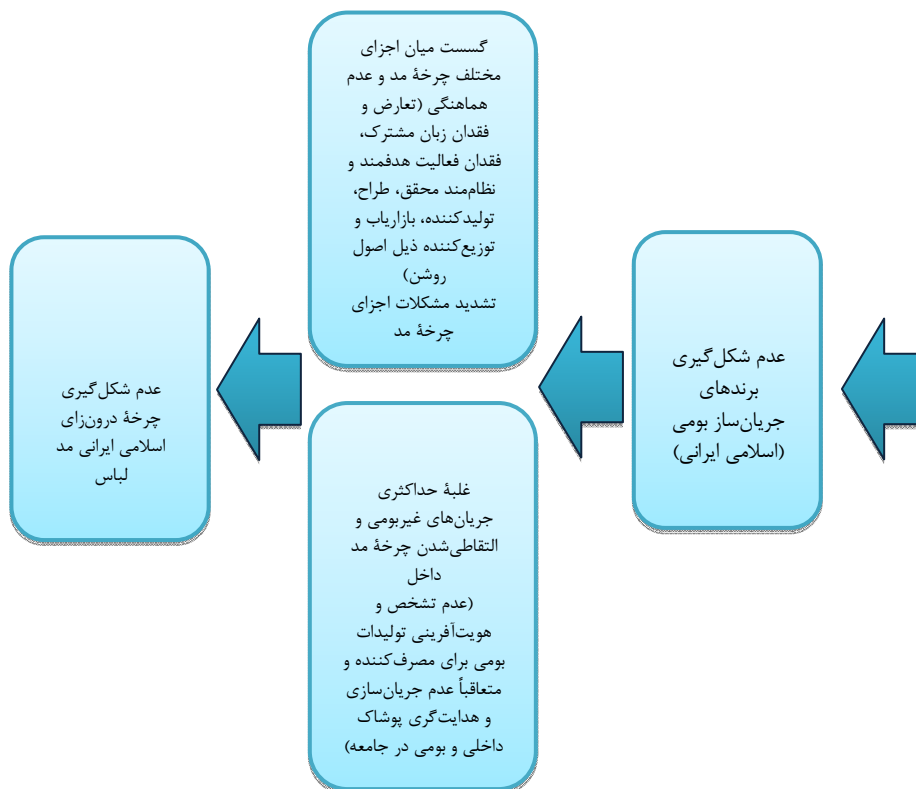 عدم شکل‌گیری
برندهای
جریان‌ساز بومی
(اسلامی ایرانی)
گسست میان اجزای
مختلف چرخهٔ مد و عدم
هماهنگی (تعارض و
فقدان زبان مشترک،
فقدان فعالیت هدفمند و
نظام‌مند محقق، طراح،
تولیدکننده، بازاریاب و
توزیع‌کننده ذیل اصول
روشن)
تشدید مشکلات اجزای
چرخهٔ مد
غلبهٔ حداکثری
جریان‌های غیربومی و
التقاطی‌شدن چرخهٔ مد
داخل
(عدم تشخص و
هویت‌آفرینی تولیدات
بومی برای مصرف‌کننده و
متعاقباً عدم جریان‌سازی
و هدایت‌گری پوشاک
داخلی و بومی در جامعه)
عدم شکل‌گیری
چرخهٔ درون‌زای
اسلامی ایرانی مد
لباس